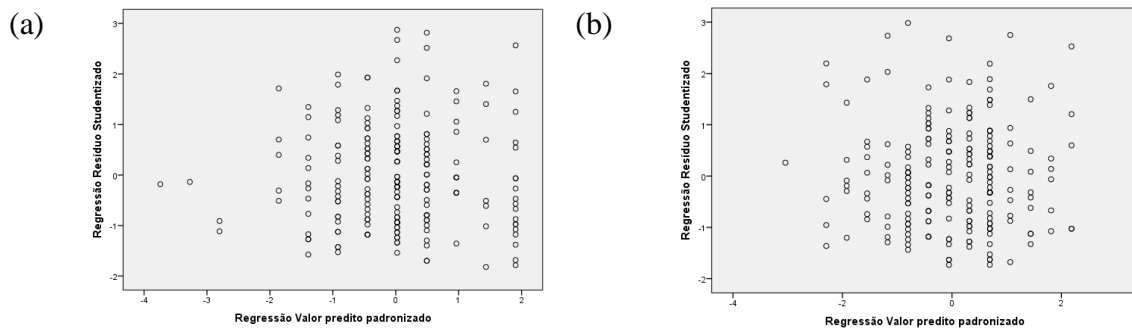 (a)
Regressão Resíduo Studentizado
3
2
1
0
-1
-2
-4 -3 -2 -1 0 1 2
Regressão Valor predito padronizado
(b)
Regressão Resíduo Studentizado
3
2
1
0
-1
-2
-4 -2 0 2
Regressão Valor predito padronizado